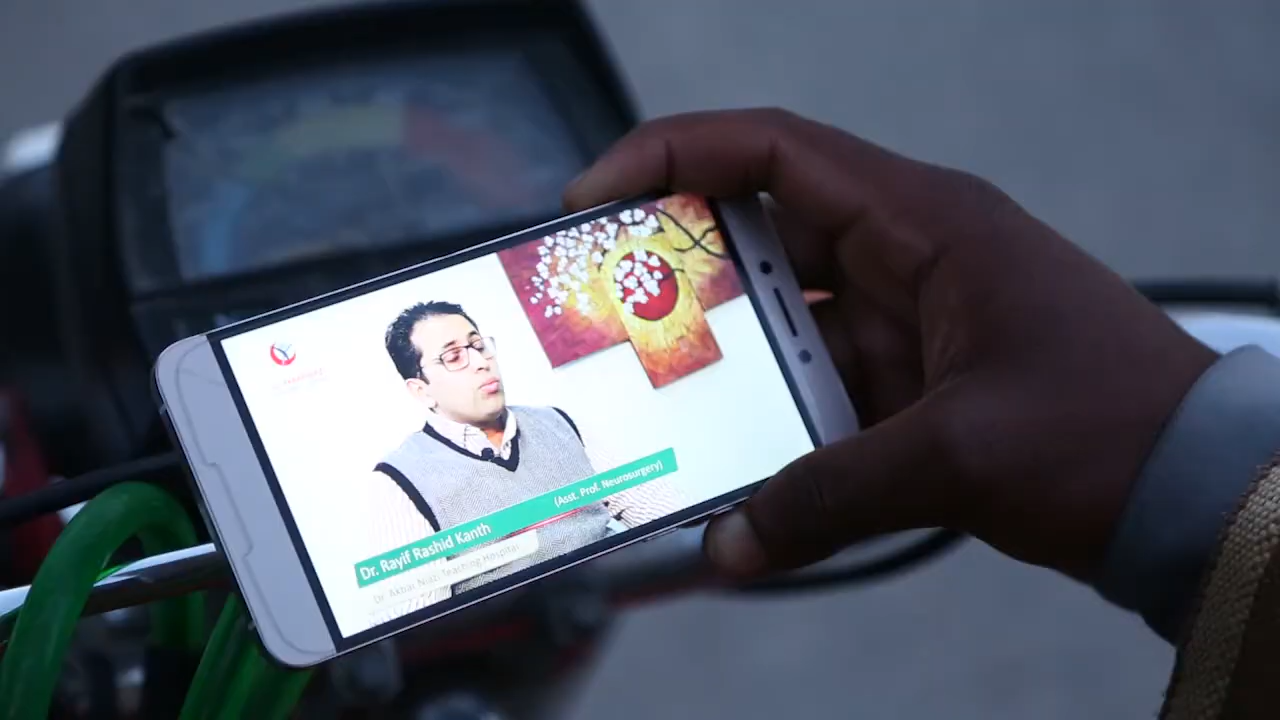 Dr. Rayif Rashid Kanth
(Asst. Prof. Neurosurgery)
Dr. Akbar Niazi Teaching Hospital